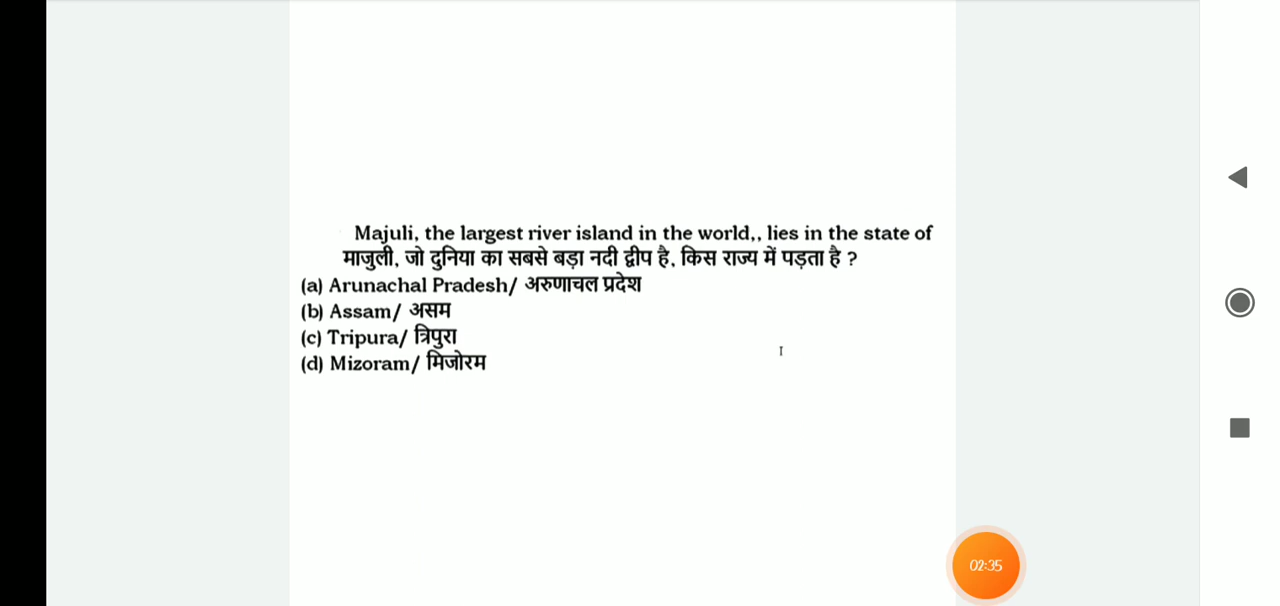 Majuli, the largest river island in the world,, lies in the state of
माजुली, जो दुनिया का सबसे बड़ा नदी द्वीप है, किस राज्य में पड़ता है ?
(a) Arunachal Pradesh/ अरुणाचल प्रदेश
(b) Assam/ असम
(c) Tripura/ त्रिपुरा
(d) Mizoram/ मिजोरम
02:35